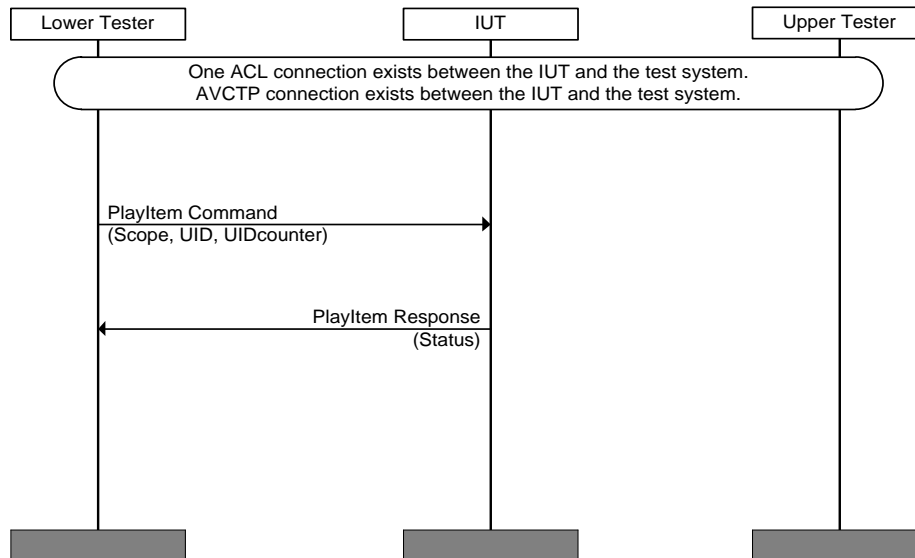 Lower Tester
IUT
Upper Tester
One ACL connection exists between the IUT and the test system.
AVCTP connection exists between the IUT and the test system.
PlayItem Command
(Scope, UID, UIDcounter)
PlayItem Response
(Status)